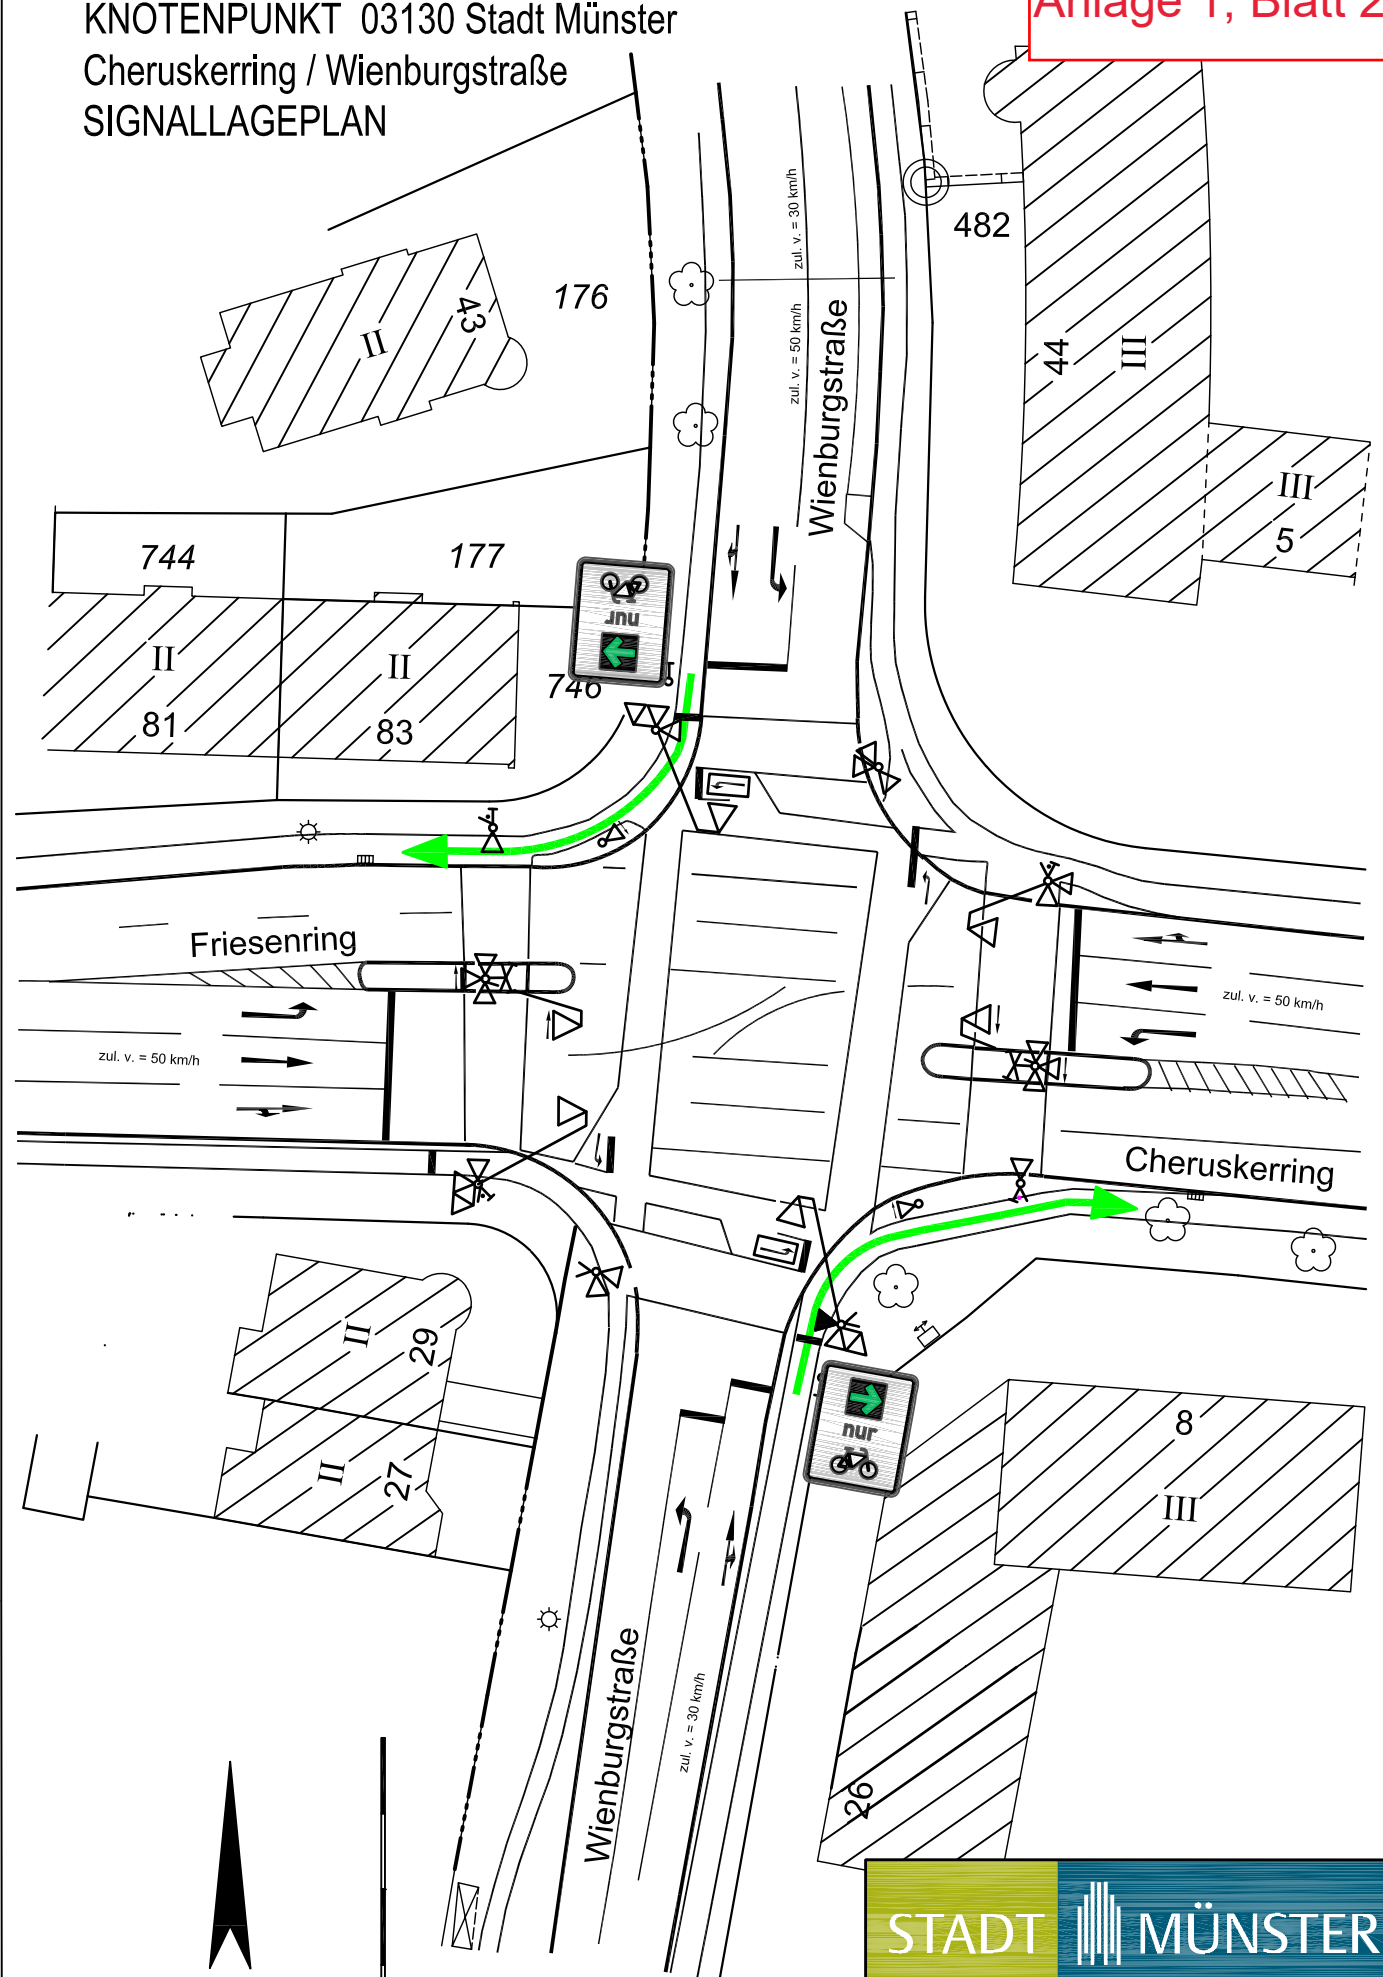 KNOTENPUNKT 03130 Stadt Münster
Cheruskerring / Wienburgstraße
SIGNALLAGEPLAN
Anlage 1, Blatt 2
482
zul. v. = 30 km/h
zul. v. = 50 km/h
Wienburgstraße
176
43
II
44
III
III
5
744
177
nur
746
II
81
II
83
Friesenring
zul. v. = 50 km/h
zul. v. = 50 km/h
Cheruskerring
II
29
II
27
nur
8
III
Wienburgstraße
zul. v. = 30 km/h
26
STADT MÜNSTER